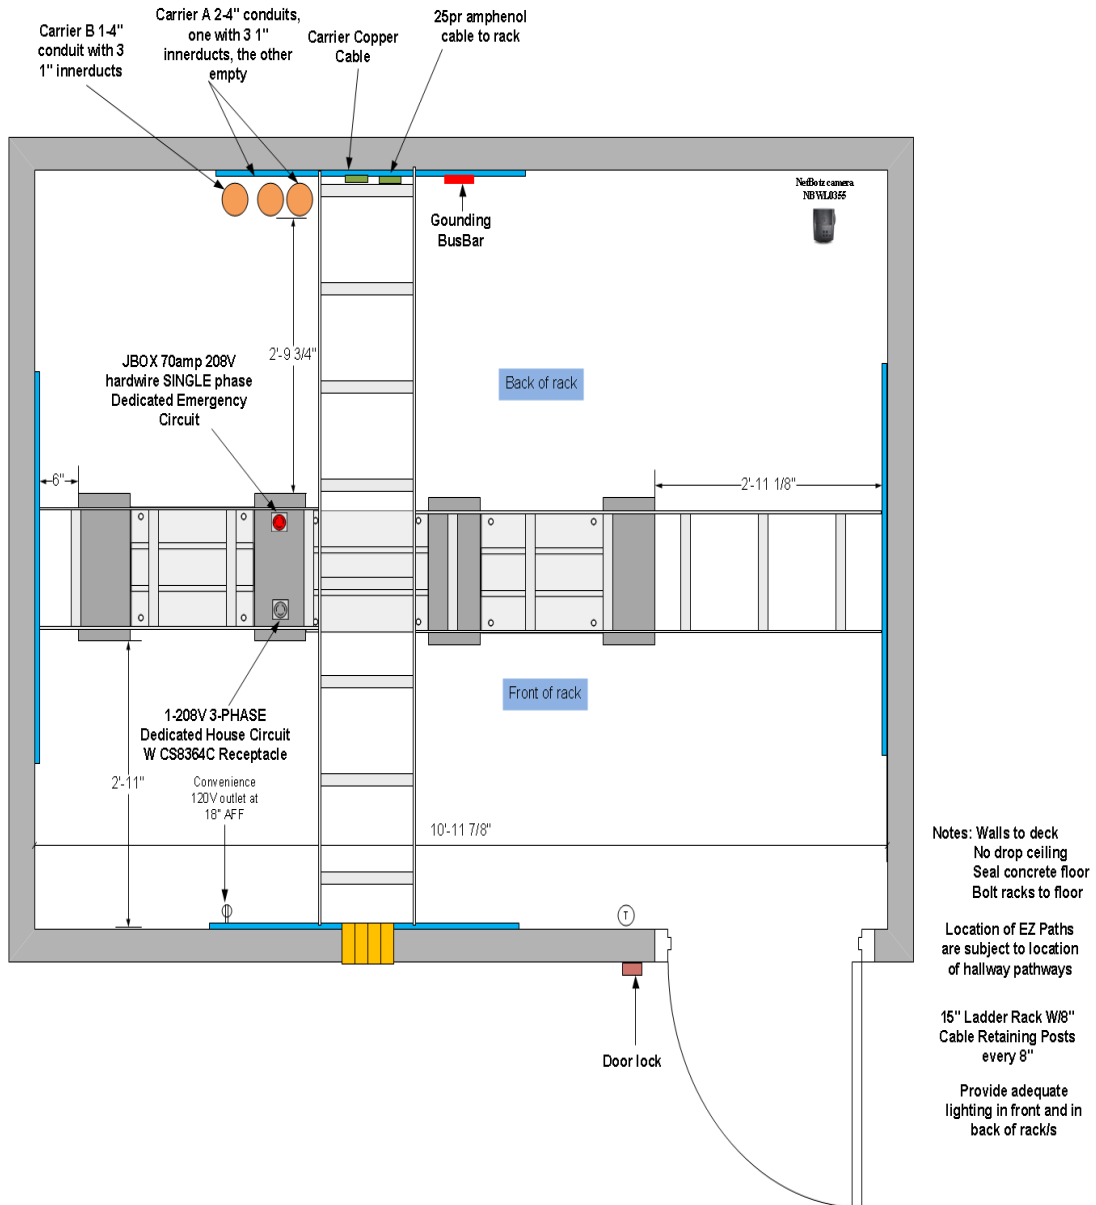 Carrier B 1-4"
conduit with 3
1" innerducts
Carrier A 2-4" conduits,
one with 3 1"
innerducts, the other
empty
Carrier Copper
Cable
25pr amphenol
cable to rack
Grounding
BusBar
NetBotz camera
NBWL0355
2'-9 3/4"
JBOX 70amp 208V
hardwire SINGLE phase
Dedicated Emergency
Circuit
Back of rack
6"
2'-11 1/8"
Front of rack
1-208V 3-PHASE
Dedicated House Circuit
W CS8364C Receptacle
2'-11"
Convenience
120V outlet at
18" AFF
10'-11 7/8"
T
Door lock
Notes: Walls to deck
No drop ceiling
Seal concrete floor
Bolt racks to floor
Location of EZ Paths
are subject to location
of hallway pathways
15" Ladder Rack W/8"
Cable Retaining Posts
every 8"
Provide adequate
lighting in front and in
back of rack/s